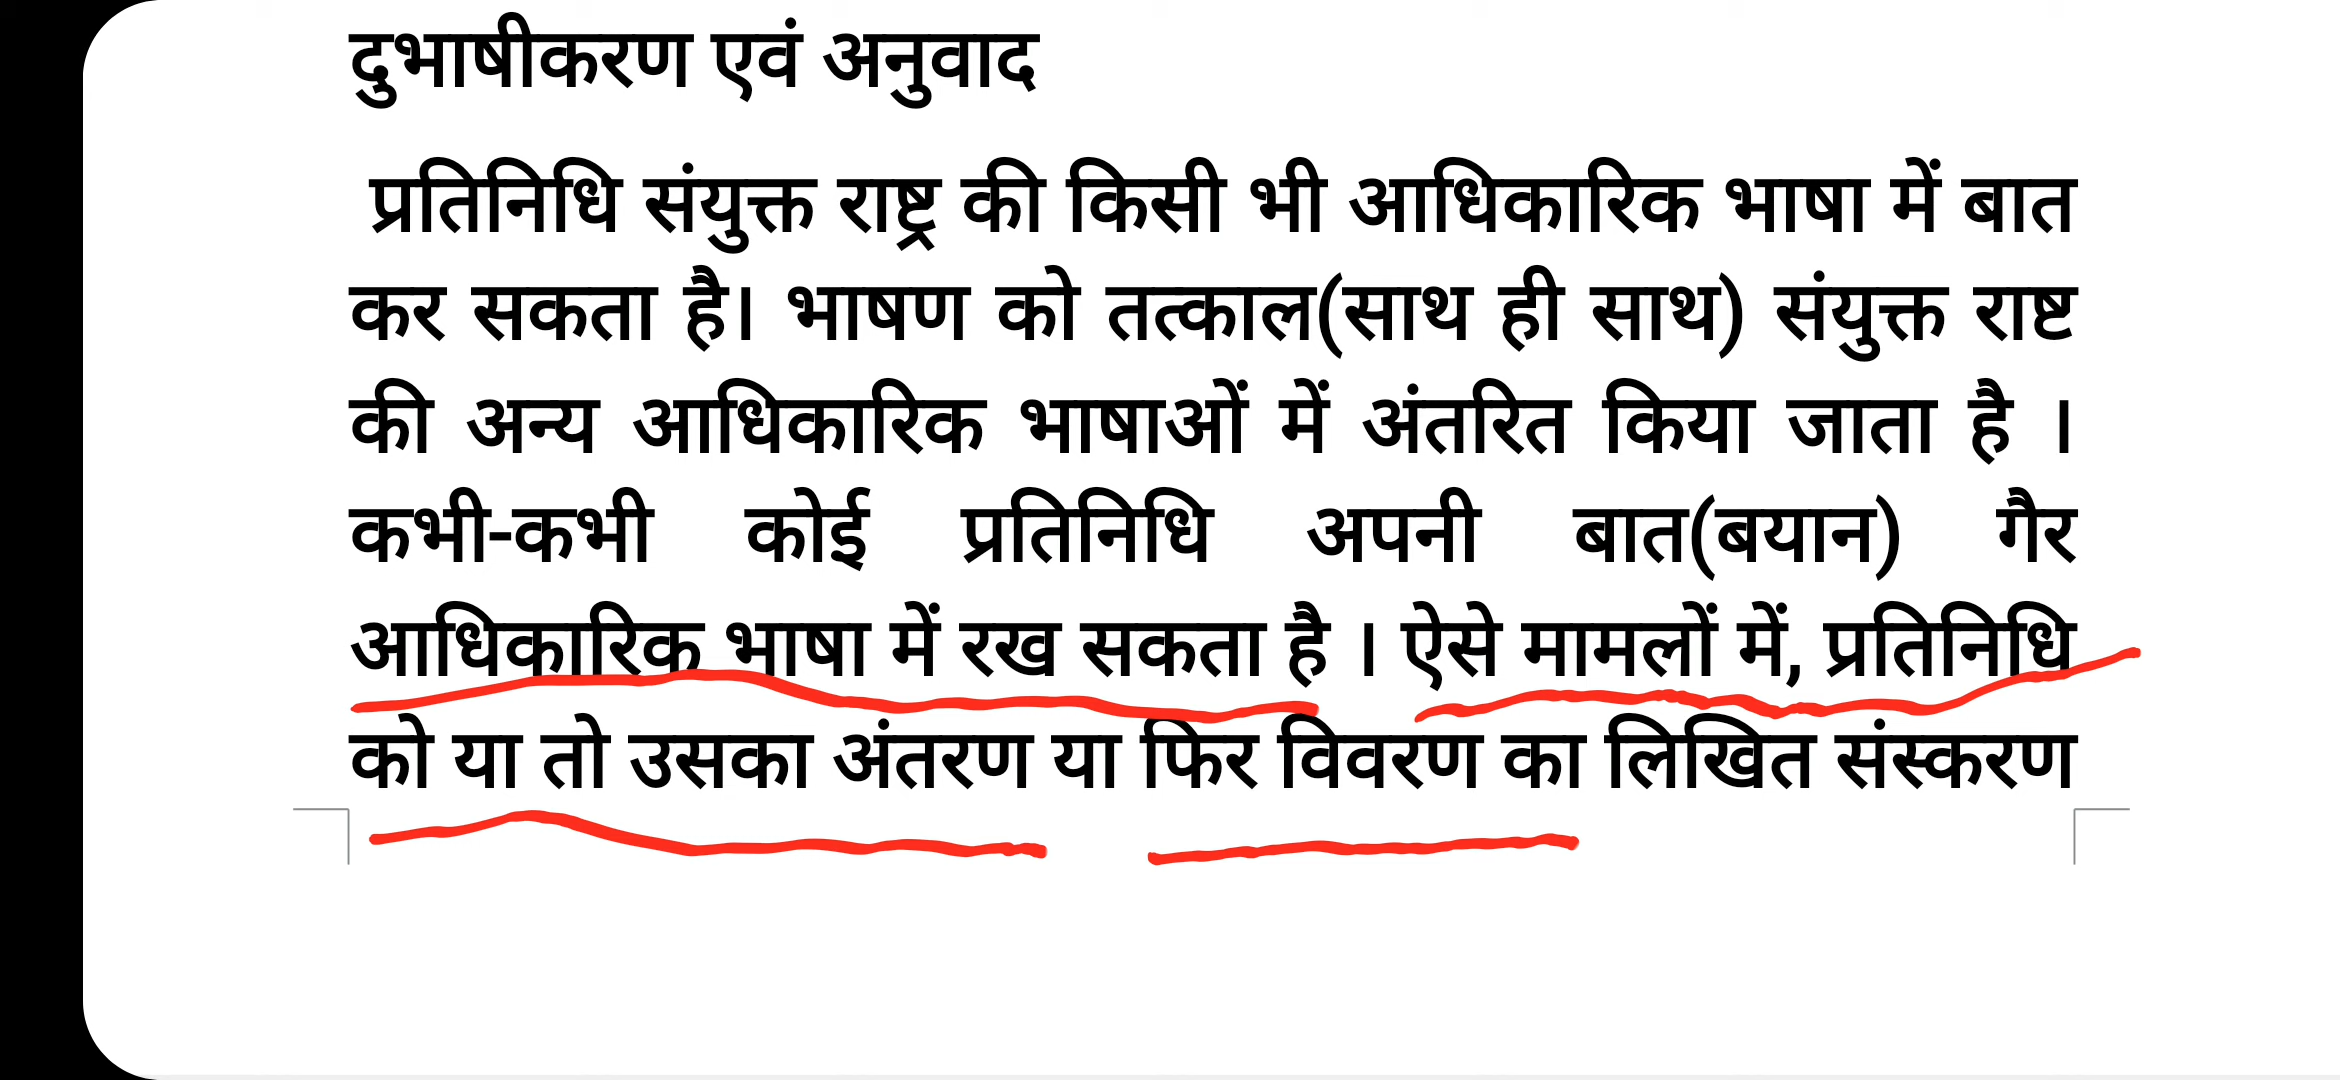 दुभाषीकरण एवं अनुवाद
प्रतिनिधि संयुक्त राष्ट्र की किसी भी आधिकारिक भाषा में बात
कर सकता है। भाषण को तत्काल(साथ ही साथ) संयुक्त राष्ट
की अन्य आधिकारिक भाषाओं में अंतरित किया जाता है ।
कभी-कभी कोई प्रतिनिधि अपनी बात(बयान) गैर
आधिकारिक भाषा में रख सकता है । ऐसे मामलों में, प्रतिनिधि
को या तो उसका अंतरण या फिर विवरण का लिखित संस्करण